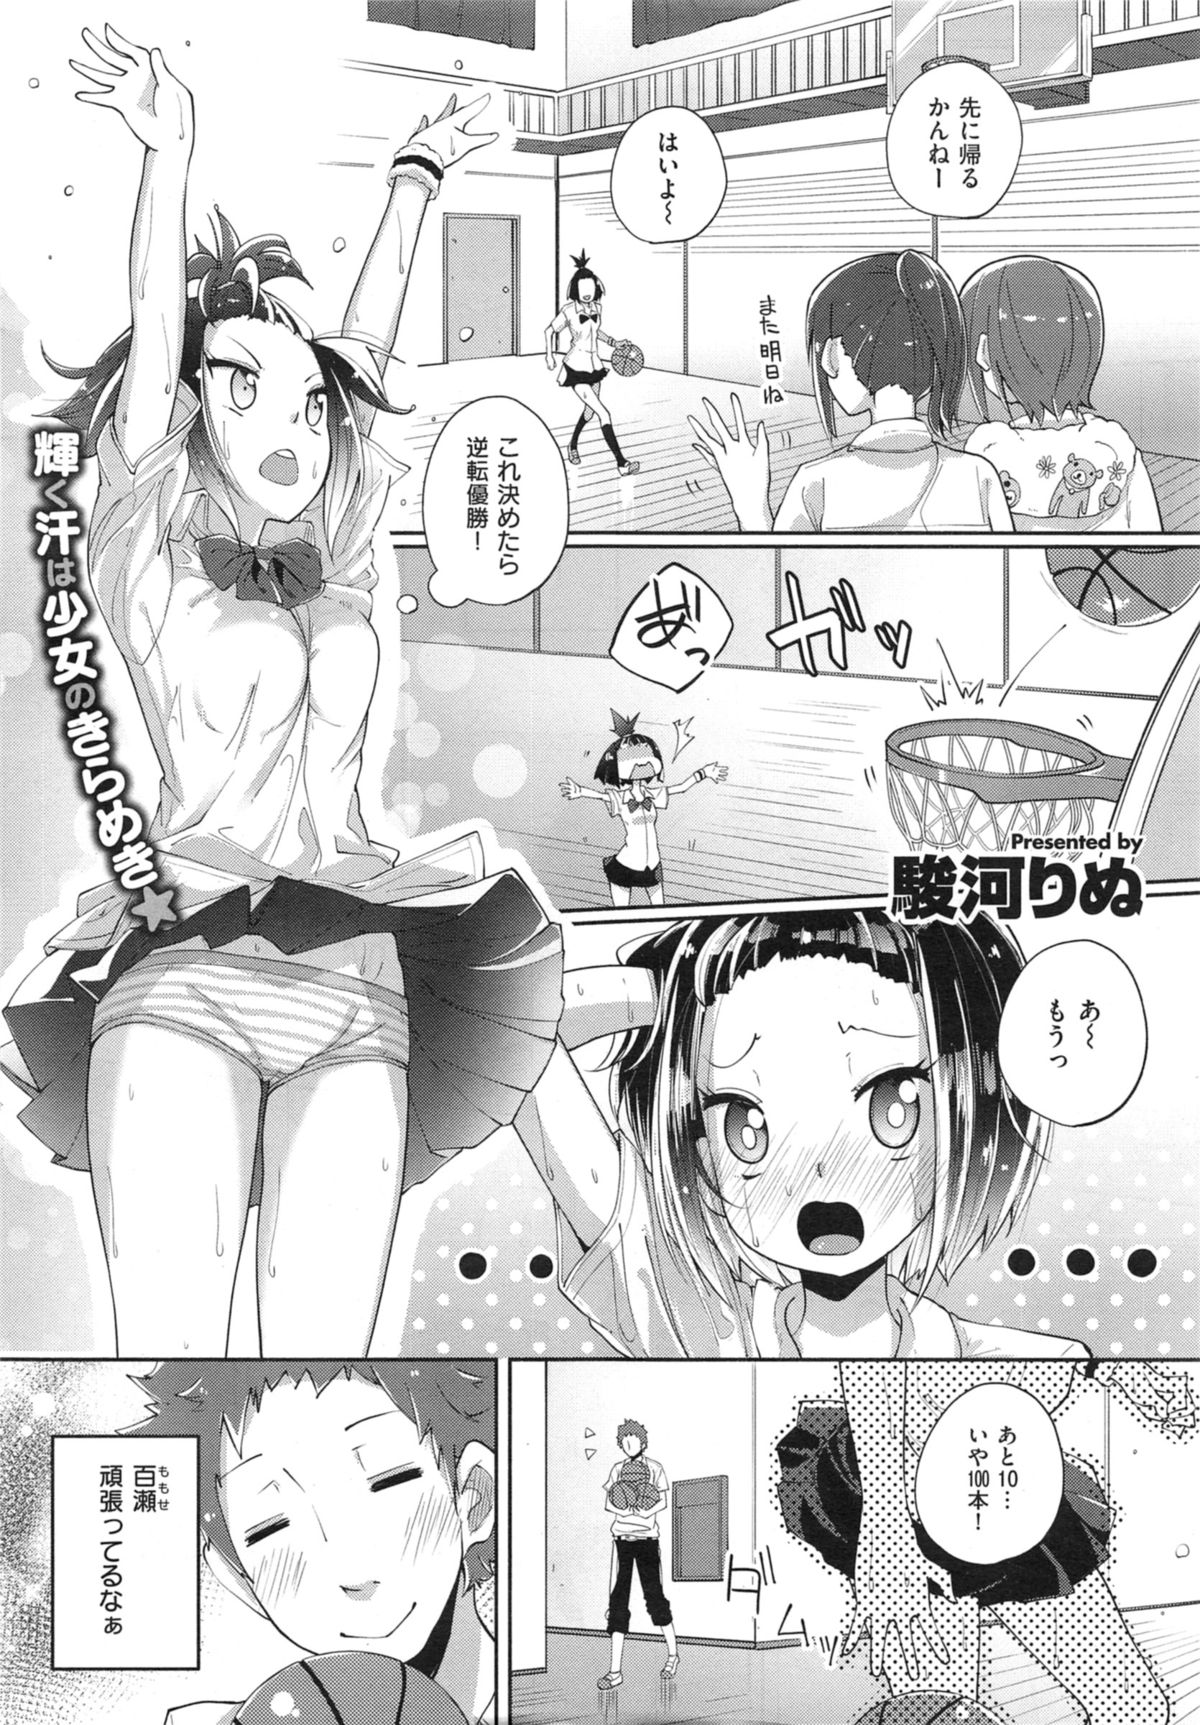 先に帰る
かんねー
はいよ〜
また明日ね
これ決めたら
逆転優勝！
輝く汗は少女のきらめき★
ガッ
あっ
Presented by
駿河りぬ
あ〜
もうっ
あと10…
いや100本！
ダム
百瀬
ももせ
頑張ってるなぁ